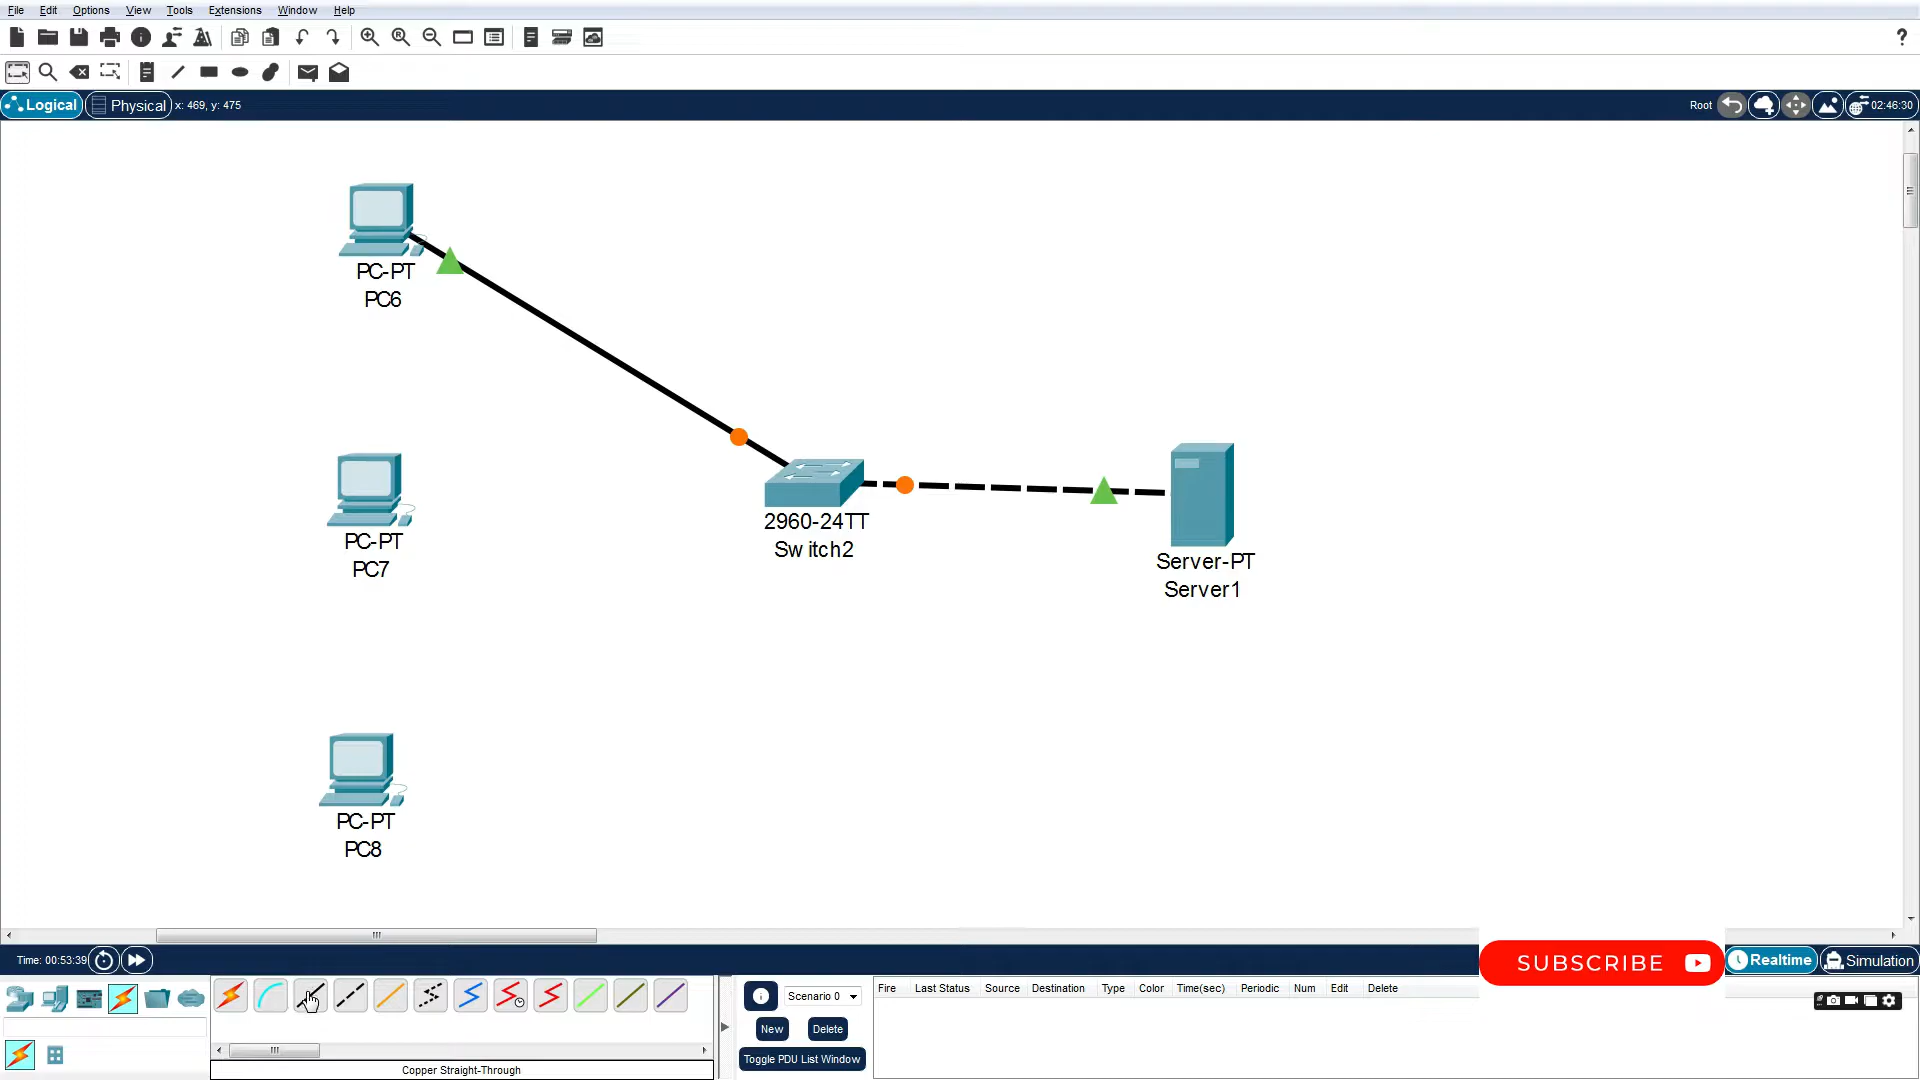 File Edit Options View Tools Extensions Window Help
?
Logical Physical x: 469, y: 475 Root 02:46:30
PC-PT
PC6
PC-PT
PC7
2960-24TT
Switch2
Server-PT
Server1
PC-PT
PC8
Time: 00:53:39 SUBSCRIBE Realtime Simulation
Scenario 0 Fire Last Status Source Destination Type Color Time(sec) Periodic Num Edit Delete
New Delete
Toggle PDU List Window
Copper Straight-Through